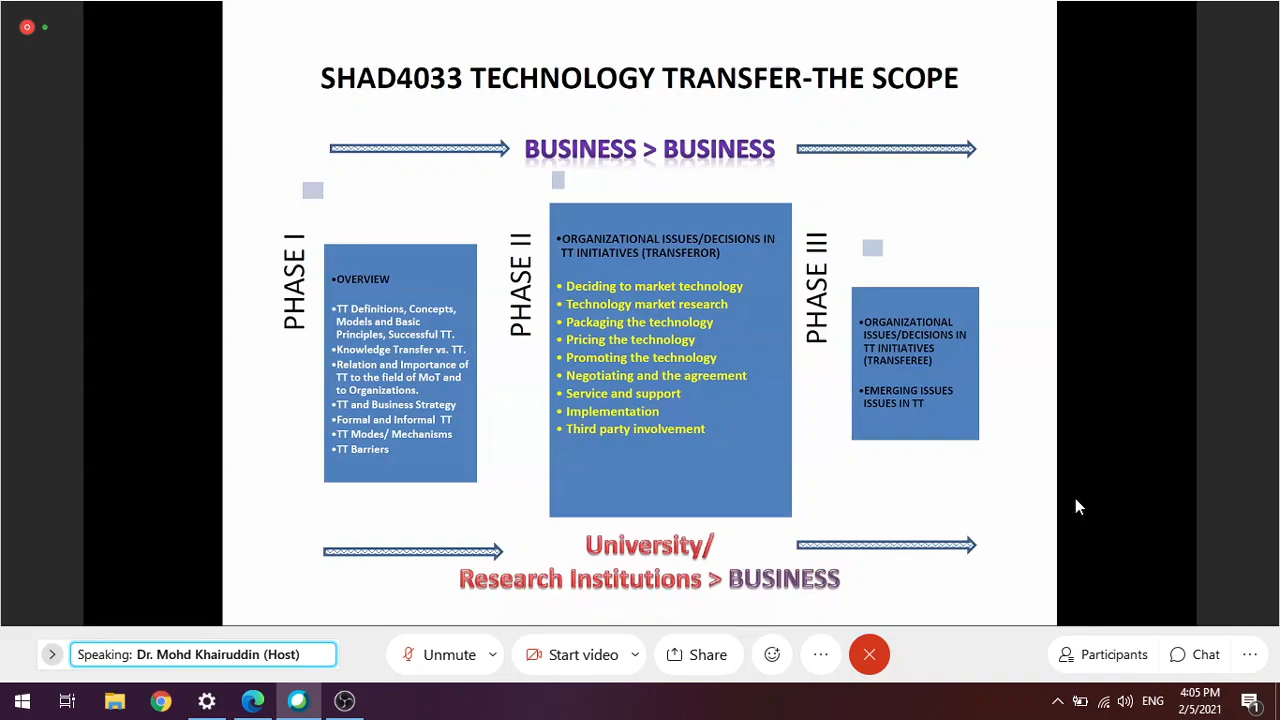 SHAD4033 TECHNOLOGY TRANSFER-THE SCOPE
BUSINESS > BUSINESS
PHASE I
•OVERVIEW
•TT Definitions, Concepts,
Models and Basic
Principles, Successful TT.
•Knowledge Transfer vs. TT.
•Relation and Importance of
TT to the field of MoT and
to Organizations.
•TT and Business Strategy
•Formal and Informal TT
•TT Modes/ Mechanisms
•TT Barriers
PHASE II
•ORGANIZATIONAL ISSUES/DECISIONS IN
TT INITIATIVES (TRANSFEROR)
• Deciding to market technology
• Technology market research
• Packaging the technology
• Pricing the technology
• Promoting the technology
• Negotiating and the agreement
• Service and support
• Implementation
• Third party involvement
PHASE III
•ORGANIZATIONAL
ISSUES/DECISIONS IN
TT INITIATIVES
(TRANSFEREE)
•EMERGING ISSUES
ISSUES IN TT
University/
Research Institutions > BUSINESS
Speaking: Dr. Mohd Khairuddin (Host)
Unmute
Start video
Share
Participants
Chat
ENG
4:05 PM
2/5/2021
1